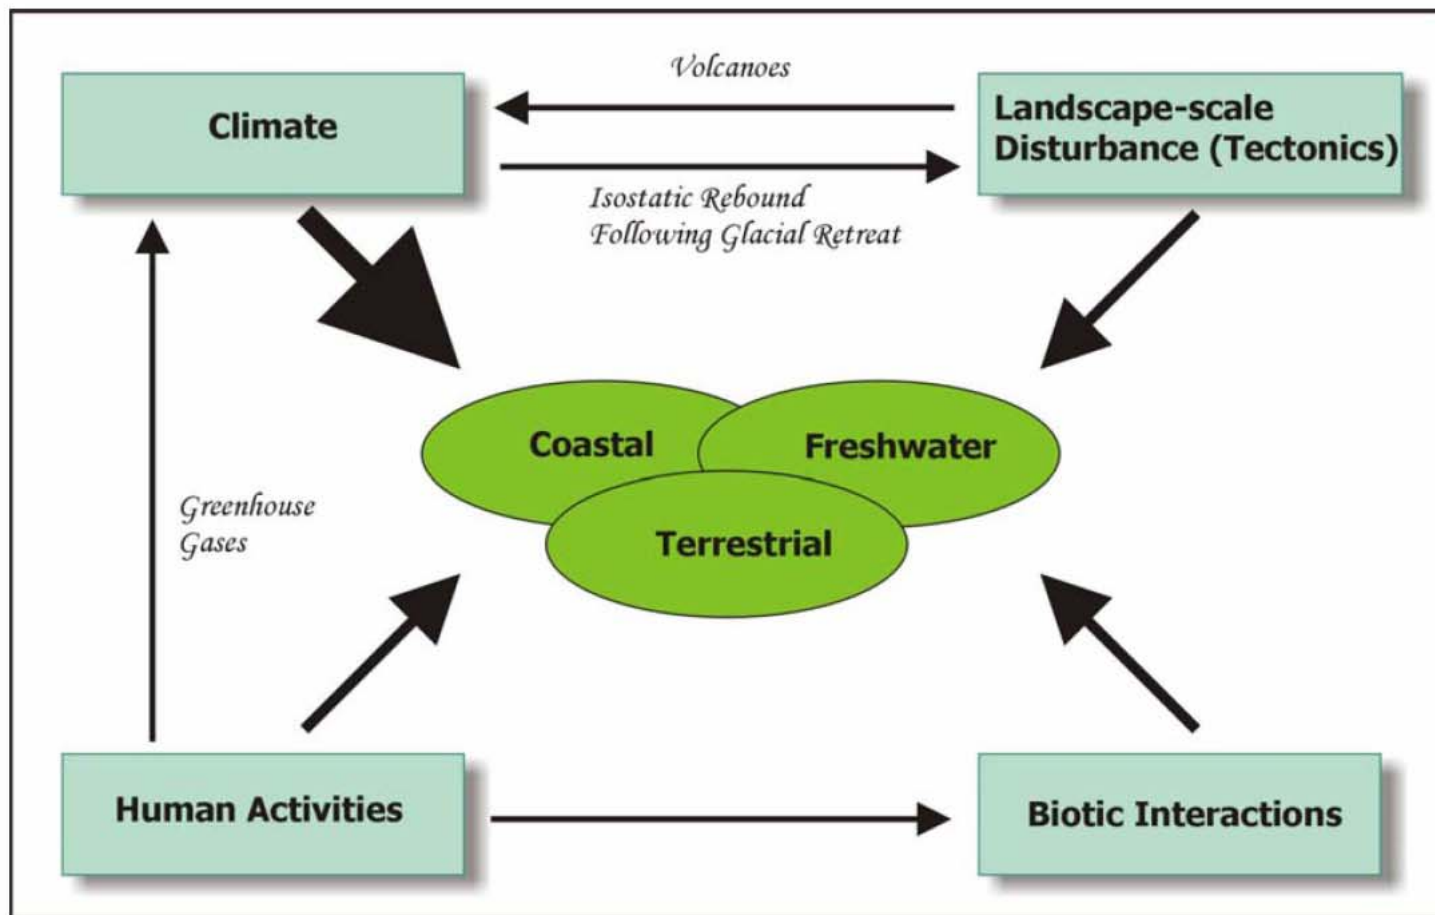 Volcanoes
Climate
Landscape-scale
Disturbance (Tectonics)
Isostatic Rebound
Following Glacial Retreat
Coastal
Freshwater
Greenhouse
Gases
Terrestrial
Human Activities
Biotic Interactions